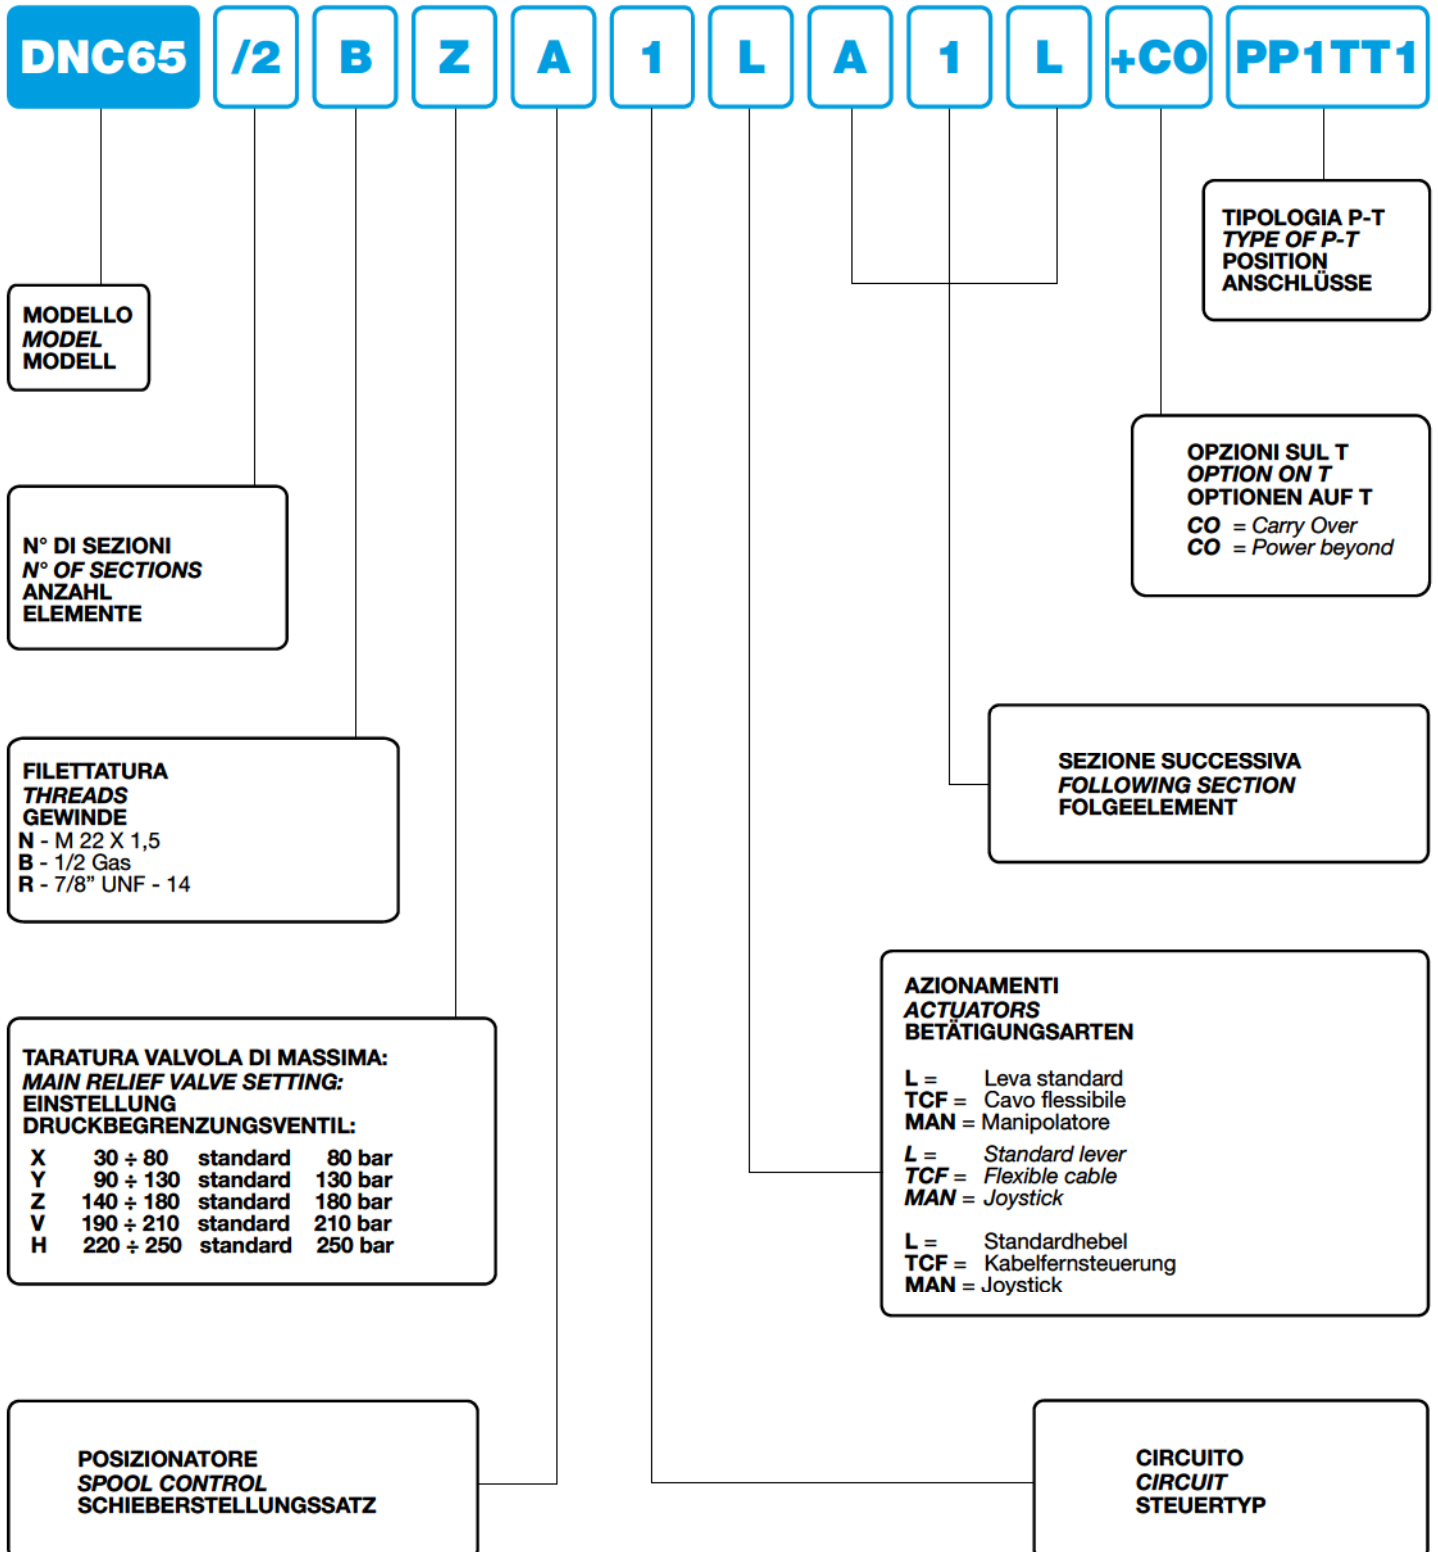 DNC65 /2 B Z A 1 L A 1 L +CO PP1TT1
TIPOLOGIA P-T
TYPE OF P-T
POSITION
ANSCHLÜSSE
MODELLO
MODEL
MODELL
OPZIONI SUL T
OPTION ON T
OPTIONEN AUF T
CO = Carry Over
CO = Power beyond
N° DI SEZIONI
N° OF SECTIONS
ANZAHL
ELEMENTE
SEZIONE SUCCESSIVA
FOLLOWING SECTION
FOLGEELEMENT
FILETTATURA
THREADS
GEWINDE
N - M 22 X 1,5
B - 1/2 Gas
R - 7/8” UNF - 14
AZIONAMENTI
ACTUATORS
BETÄTIGUNGSARTEN
L = Leva standard
TCF = Cavo flessibile
MAN = Manipolatore
L = Standard lever
TCF = Flexible cable
MAN = Joystick
L = Standardhebel
TCF = Kabelfernsteuerung
MAN = Joystick
TARATURA VALVOLA DI MASSIMA:
MAIN RELIEF VALVE SETTING:
EINSTELLUNG
DRUCKBEGRENZUNGSVENTIL:
X 30 ÷ 80 standard 80 bar
Y 90 ÷ 130 standard 130 bar
Z 140 ÷ 180 standard 180 bar
V 190 ÷ 210 standard 210 bar
H 220 ÷ 250 standard 250 bar
POSIZIONATORE
SPOOL CONTROL
SCHIEBERSTELLUNGSSATZ
CIRCUITO
CIRCUIT
STEUERTYP